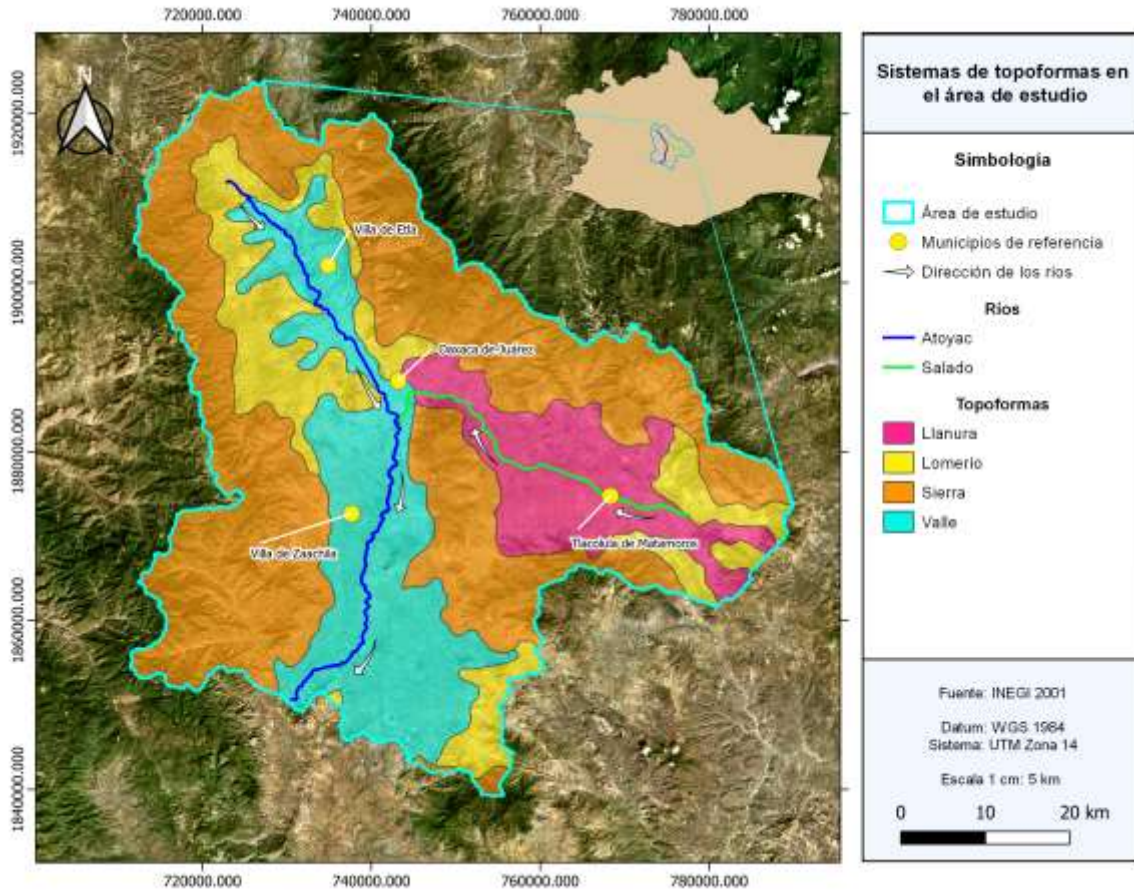 720000.000 740000.000 760000.000 780000.000
1920000.000
1900000.000
1880000.000
1860000.000
1840000.000
N
Villa de Etla
Oaxaca de Juárez
Villa de Zaachila
Tlacolula de Matamoros
720000.000 740000.000 760000.000 780000.000
Sistemas de topoformas en
el área de estudio
Simbología
Área de estudio
Municipios de referencia
Dirección de los ríos
Ríos
Atoyac
Salado
Topoformas
Llanura
Lomerío
Sierra
Valle
Fuente: INEGI 2001
Datum: WGS 1984
Sistema: UTM Zona 14
Escala 1 cm: 5 km
0 10 20 km